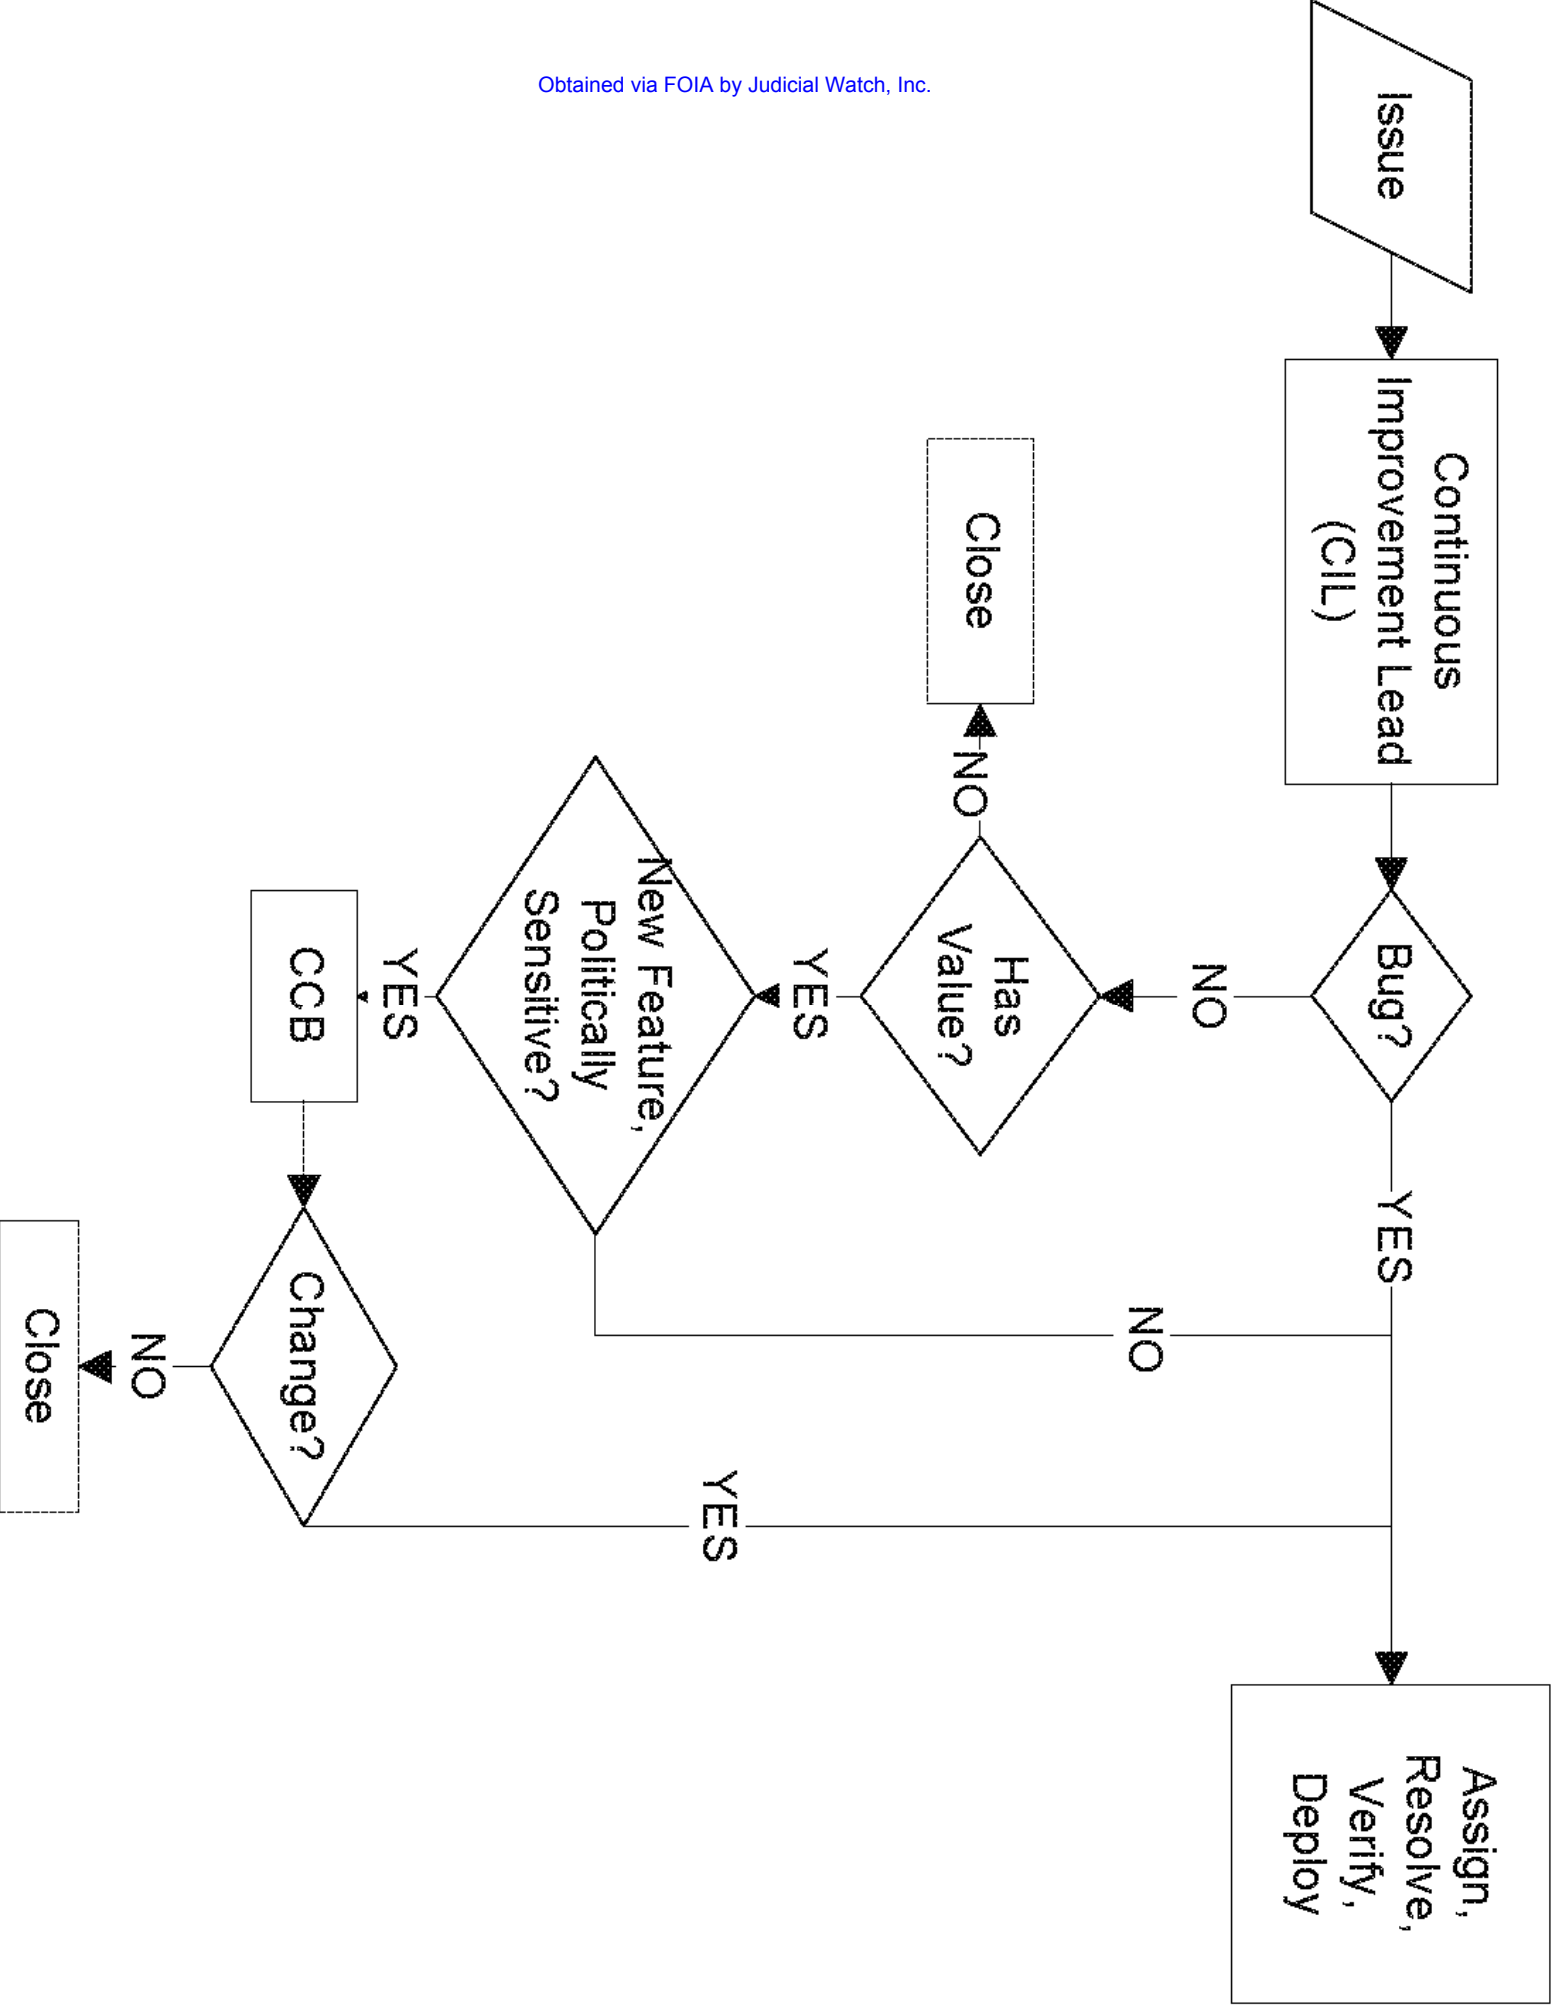 Obtained via FOIA by Judicial Watch, Inc.
Issue
Continuous
Improvement Lead
(CIL)
Bug?
YES
Assign,
Resolve,
Verify,
Deploy
NO
Close
NO
Has
Value?
YES
New Feature,
Politically
Sensitive?
NO
YES
CCB
Change?
YES
NO
Close